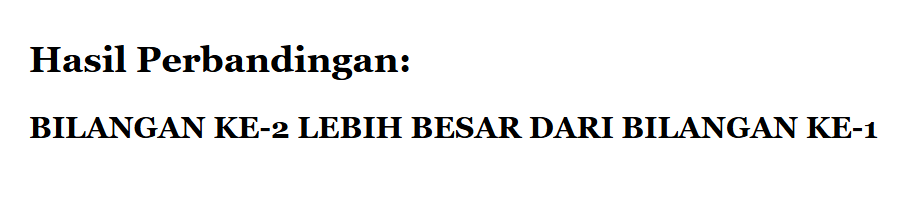 Hasil Perbandingan:
BILANGAN KE-2 LEBIH BESAR DARI BILANGAN KE-1